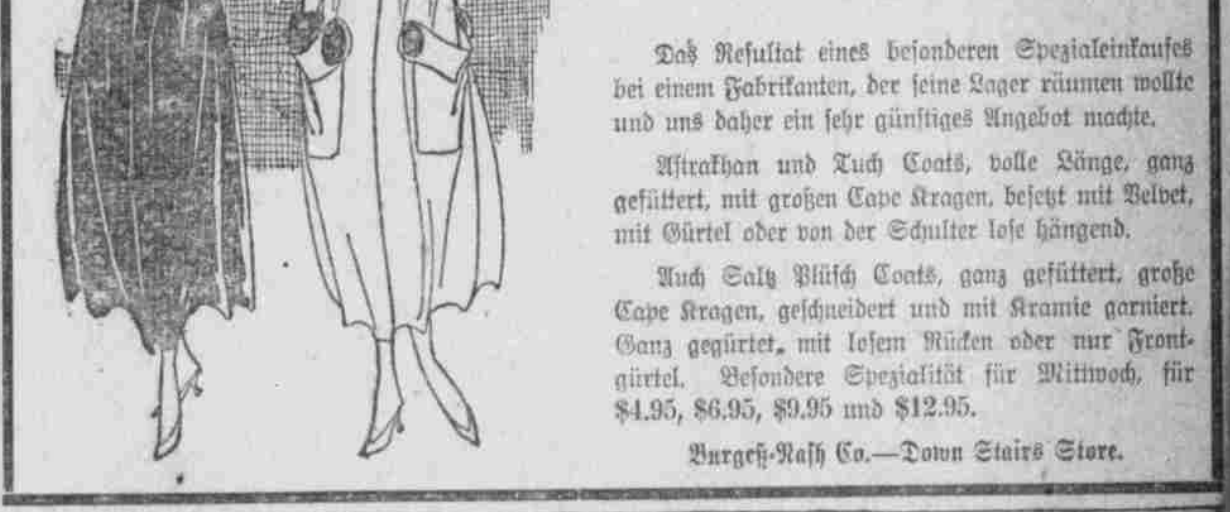 Das Resultat eines besonderen Spezialeinkaufes
bei einem Fabrikanten, der seine Lager räumen wollte
und uns daher ein sehr günstiges Angebot machte.
Astrakhan und Tuch Coats, volle Länge, ganz
gefüttert, mit großen Cape Kragen, besetzt mit Velvet,
mit Gürtel oder von der Schulter lose hängend.
Auch Saltz Plüsch Coats, ganz gefüttert, große
Cape Kragen, geschneidert und mit Kramie garniert.
Ganz gegürtet, mit losem Rücken oder nur Front-
gürtel. Besondere Spezialität für Mittwoch, für
$4.95, $6.95, $9.95 und $12.95.
Burgeß-Nash Co.—Down Stairs Store.